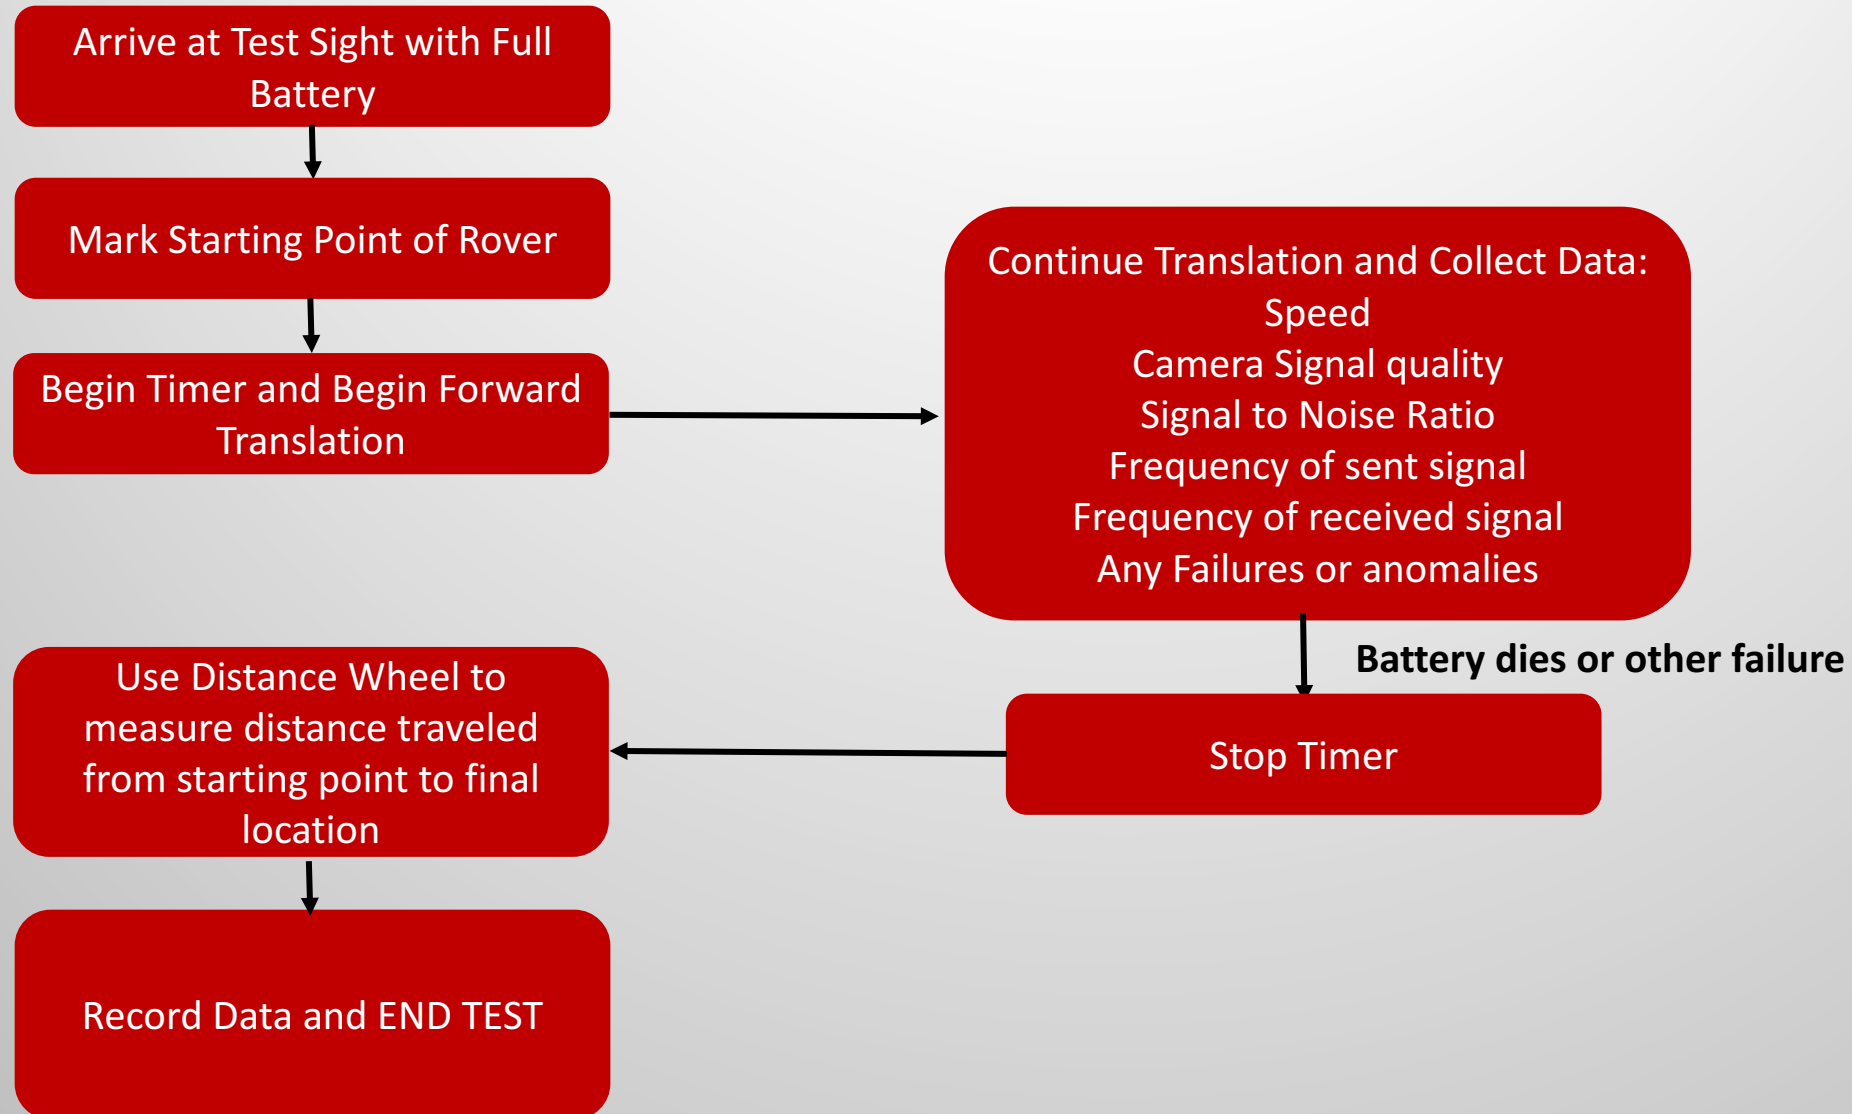 Arrive at Test Sight with Full
Battery
Mark Starting Point of Rover
Begin Timer and Begin Forward
Translation
Continue Translation and Collect Data:
Speed
Camera Signal quality
Signal to Noise Ratio
Frequency of sent signal
Frequency of received signal
Any Failures or anomalies
Battery dies or other failure
Stop Timer
Use Distance Wheel to
measure distance traveled
from starting point to final
location
Record Data and END TEST